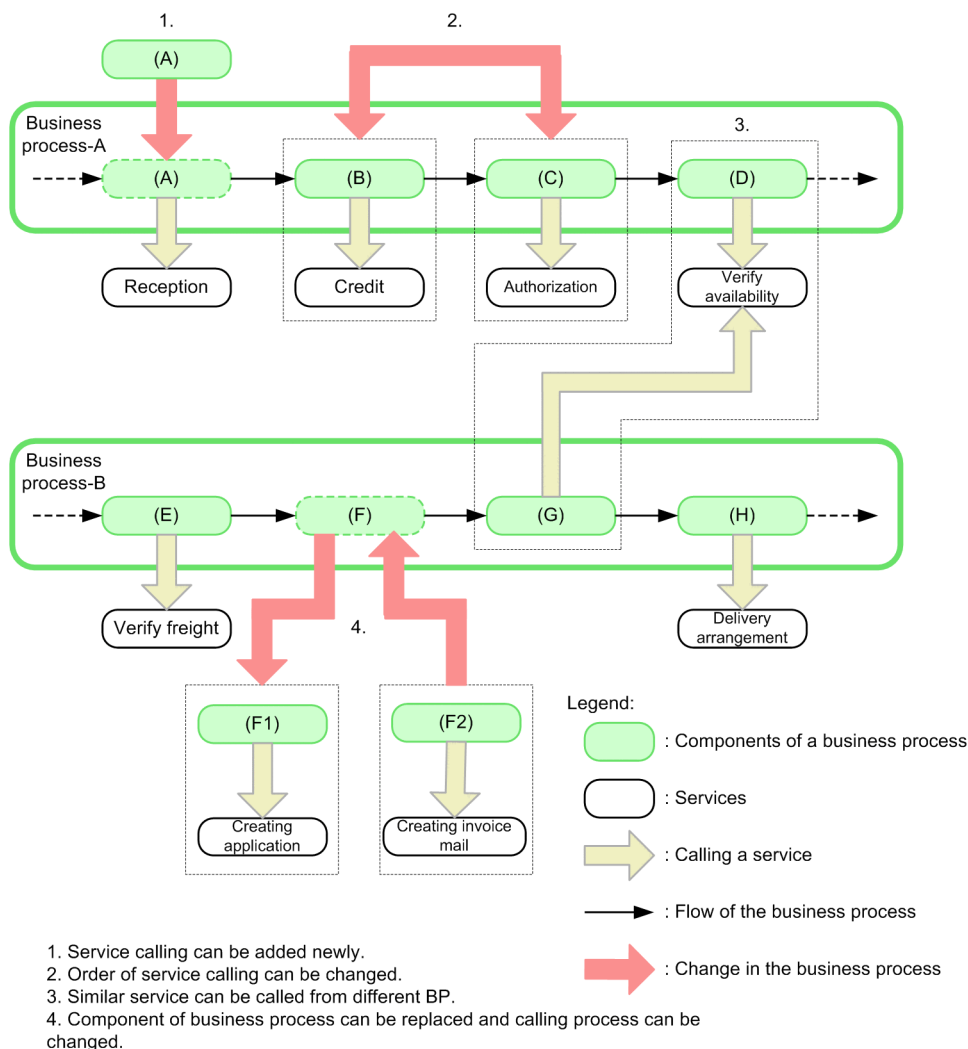 1.
2.
(A)
Business
process-A
3.
(A)
(B)
(C)
(D)
Reception
Credit
Authorization
Verify
availability
Business
process-B
(E)
(F)
(G)
(H)
Verify freight
4.
Delivery
arrangement
(F1)
(F2)
Creating
application
Creating invoice
mail
Legend:
: Components of a business process
: Services
: Calling a service
: Flow of the business process
: Change in the business process
1. Service calling can be added newly.
2. Order of service calling can be changed.
3. Similar service can be called from different BP.
4. Component of business process can be replaced and calling process can be
changed.